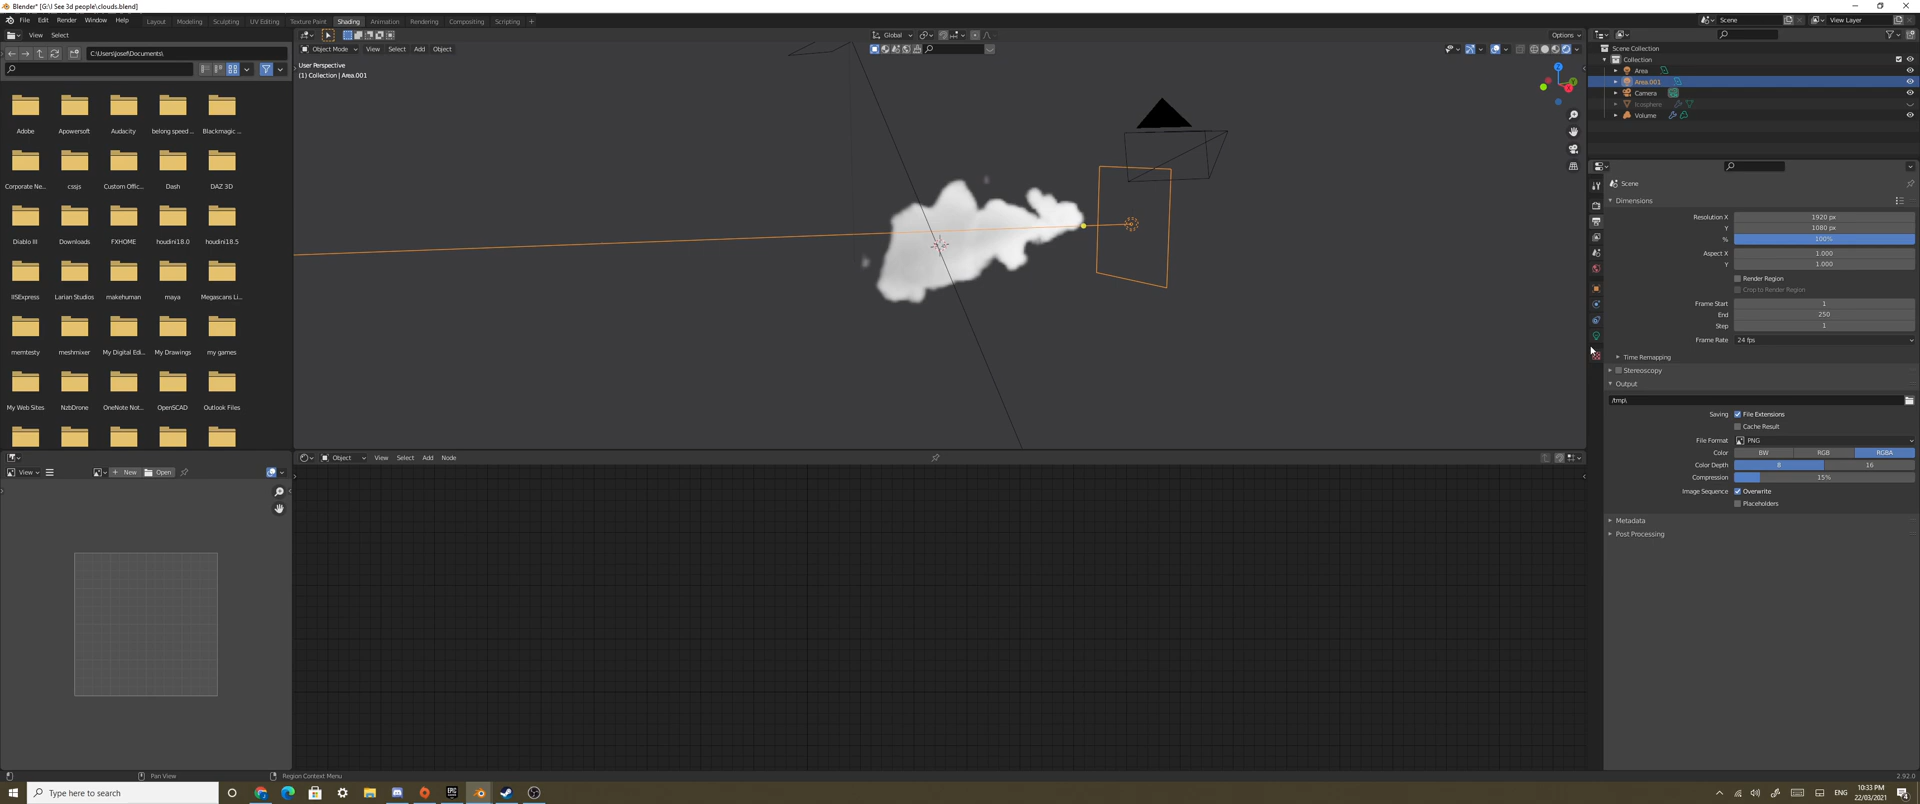 Blender* [G:\I See 3d people\clouds.blend]
File Edit Render Window Help Layout Modeling Sculpting UV Editing Texture Paint Shading Animation Rendering Compositing Scripting + Scene View Layer
View Select
C:\Users\Josef\Documents\
Adobe Apowersoft Audacity belong speed ... Blackmagic ...
Corporate Ne... cssjs Custom Offic... Dash DAZ 3D
Diablo III Downloads FXHOME houdini18.0 houdini18.5
IISExpress Larian Studios makehuman maya Megascans Li...
memtesty meshmixer My Digital Edi... My Drawings my games
My Web Sites NzbDrone OneNote Not... OpenSCAD Outlook Files
Global Options
Object Mode View Select Add Object
User Perspective
(1) Collection | Area.001
Z
Scene Collection
Collection
Area
Area.001
Camera
Icosphere
Volume
Scene
Dimensions
Resolution X 1920 px
Y 1080 px
% 100%
Aspect X 1.000
Y 1.000
Render Region
Crop to Render Region
Frame Start 1
End 250
Step 1
Frame Rate 24 fps
Time Remapping
Stereoscopy
Output
/tmp\
Saving File Extensions
Cache Result
File Format PNG
Color BW RGB RGBA
Color Depth 8 16
Compression 15%
Image Sequence Overwrite
Placeholders
Metadata
Post Processing
View New Open
Object View Select Add Node
Pan View Region Context Menu 2.92.0
Type here to search
ENG
10:33 PM
22/03/2021